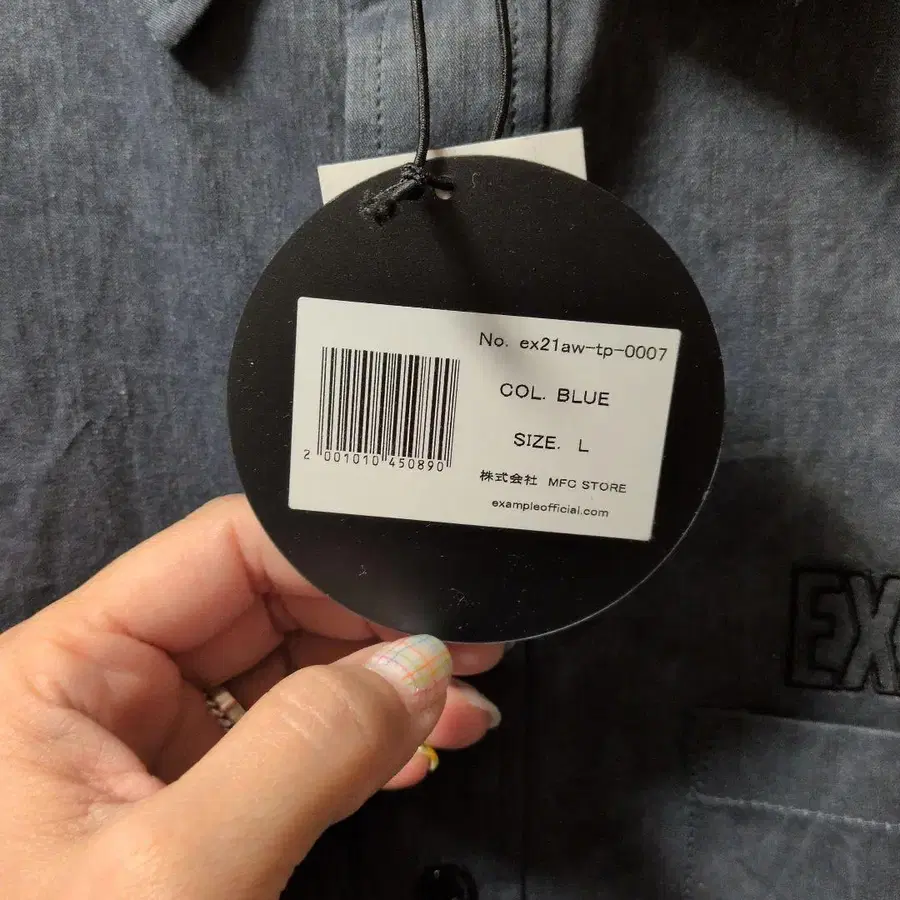 No. ex21aw-tp-0007
COL. BLUE
SIZE. L
2 001010 450890
株式会社 MFC STORE
exampleofficial.com
EX